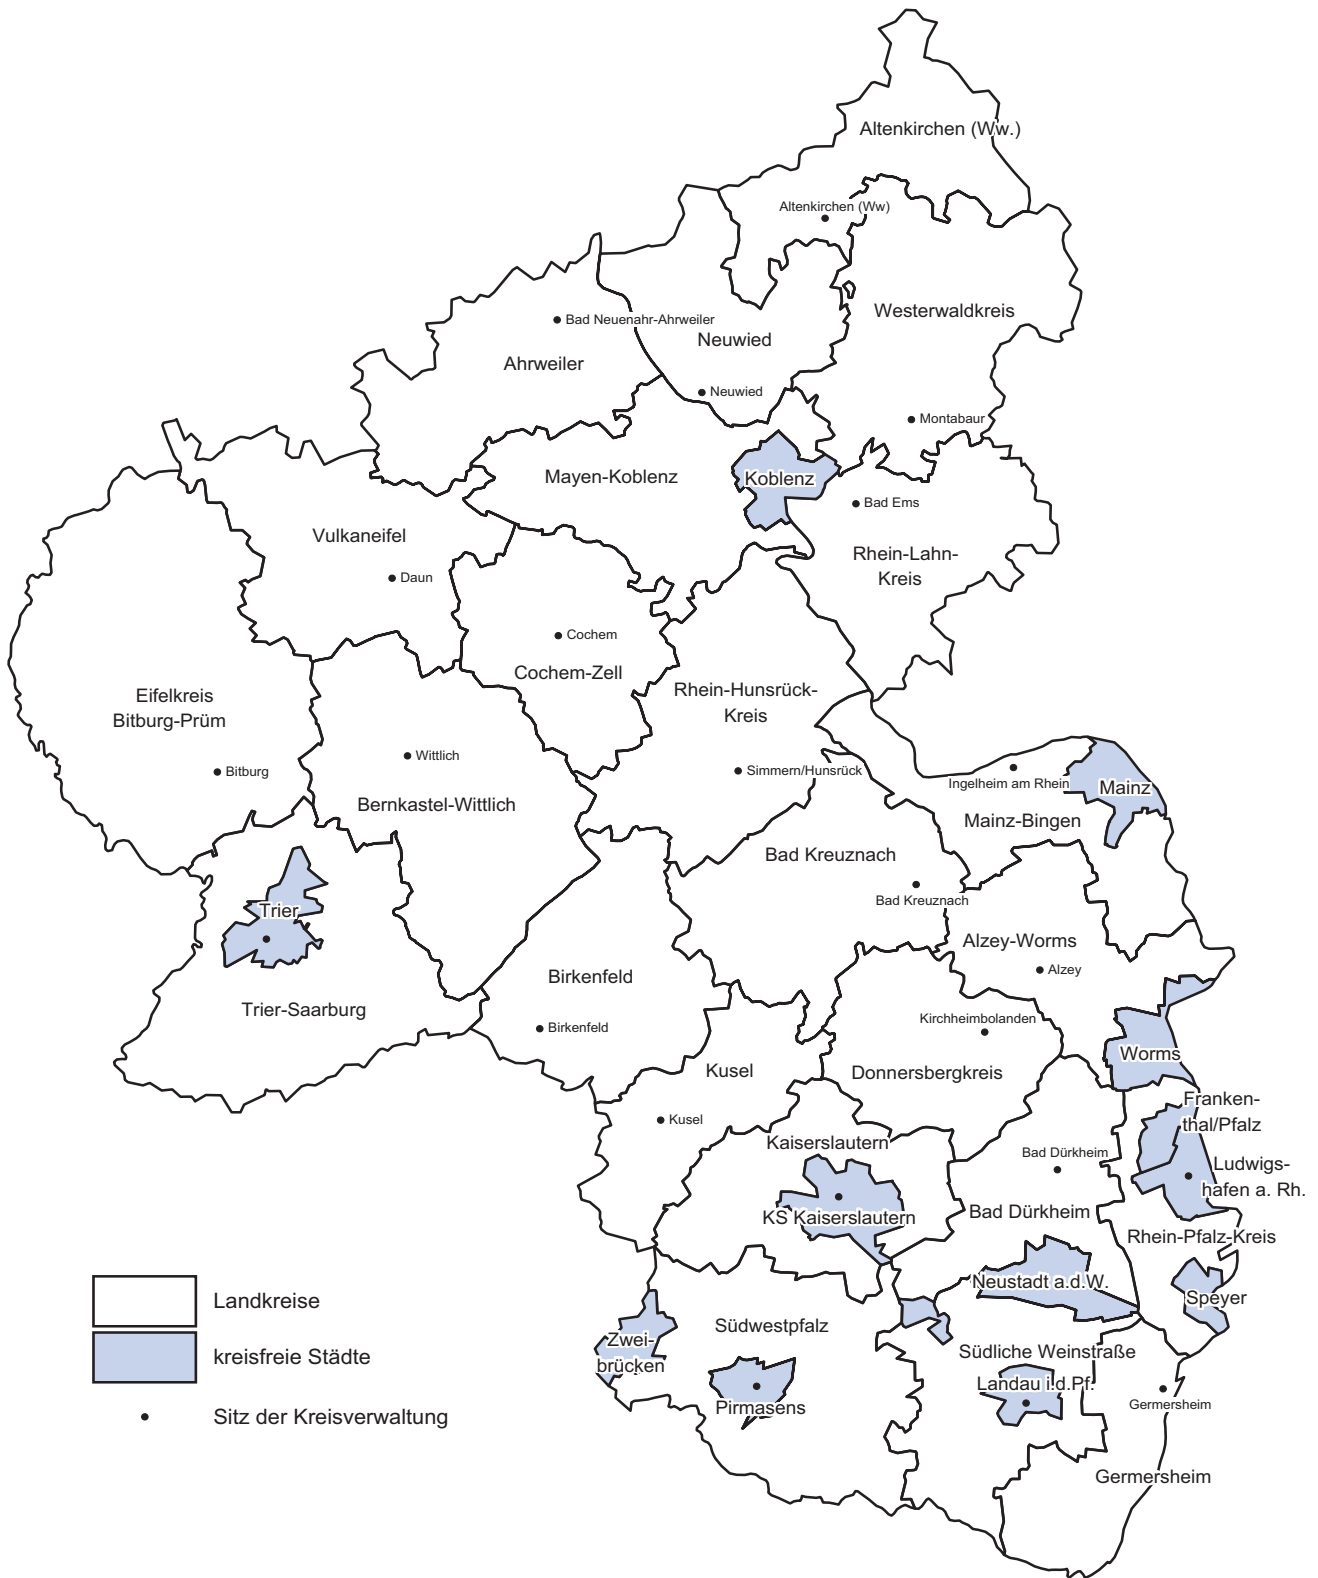 Altenkirchen (Ww.)
Altenkirchen (Ww)
Westerwaldkreis
Bad Neuenahr-Ahrweiler
Neuwied
Ahrweiler
Neuwied
Montabaur
Mayen-Koblenz
Koblenz
Bad Ems
Vulkaneifel
Rhein-Lahn-
Kreis
Daun
Cochem
Cochem-Zell
Rhein-Hunsrück-
Kreis
Eifelkreis
Bitburg-Prüm
Wittlich
Bitburg
Simmern/Hunsrück
Ingelheim am Rhein
Mainz
Bernkastel-Wittlich
Mainz-Bingen
Bad Kreuznach
Bad Kreuznach
Trier
Alzey-Worms
Alzey
Birkenfeld
Trier-Saarburg
Kirchheimbolanden
Birkenfeld
Worms
Kusel
Donnersbergkreis
Franken-
thal/Pfalz
Kusel
Kaiserslautern
Bad Dürkheim
Ludwigs-
hafen a. Rh.
KS Kaiserslautern
Bad Dürkheim
Rhein-Pfalz-Kreis
Neustadt a.d.W.
Speyer
Landkreise
Südwestpfalz
Zwei-
brücken
Südliche Weinstraße
kreisfreie Städte
Landau i.d.Pf.
Pirmasens
Germersheim
Sitz der Kreisverwaltung
Germersheim